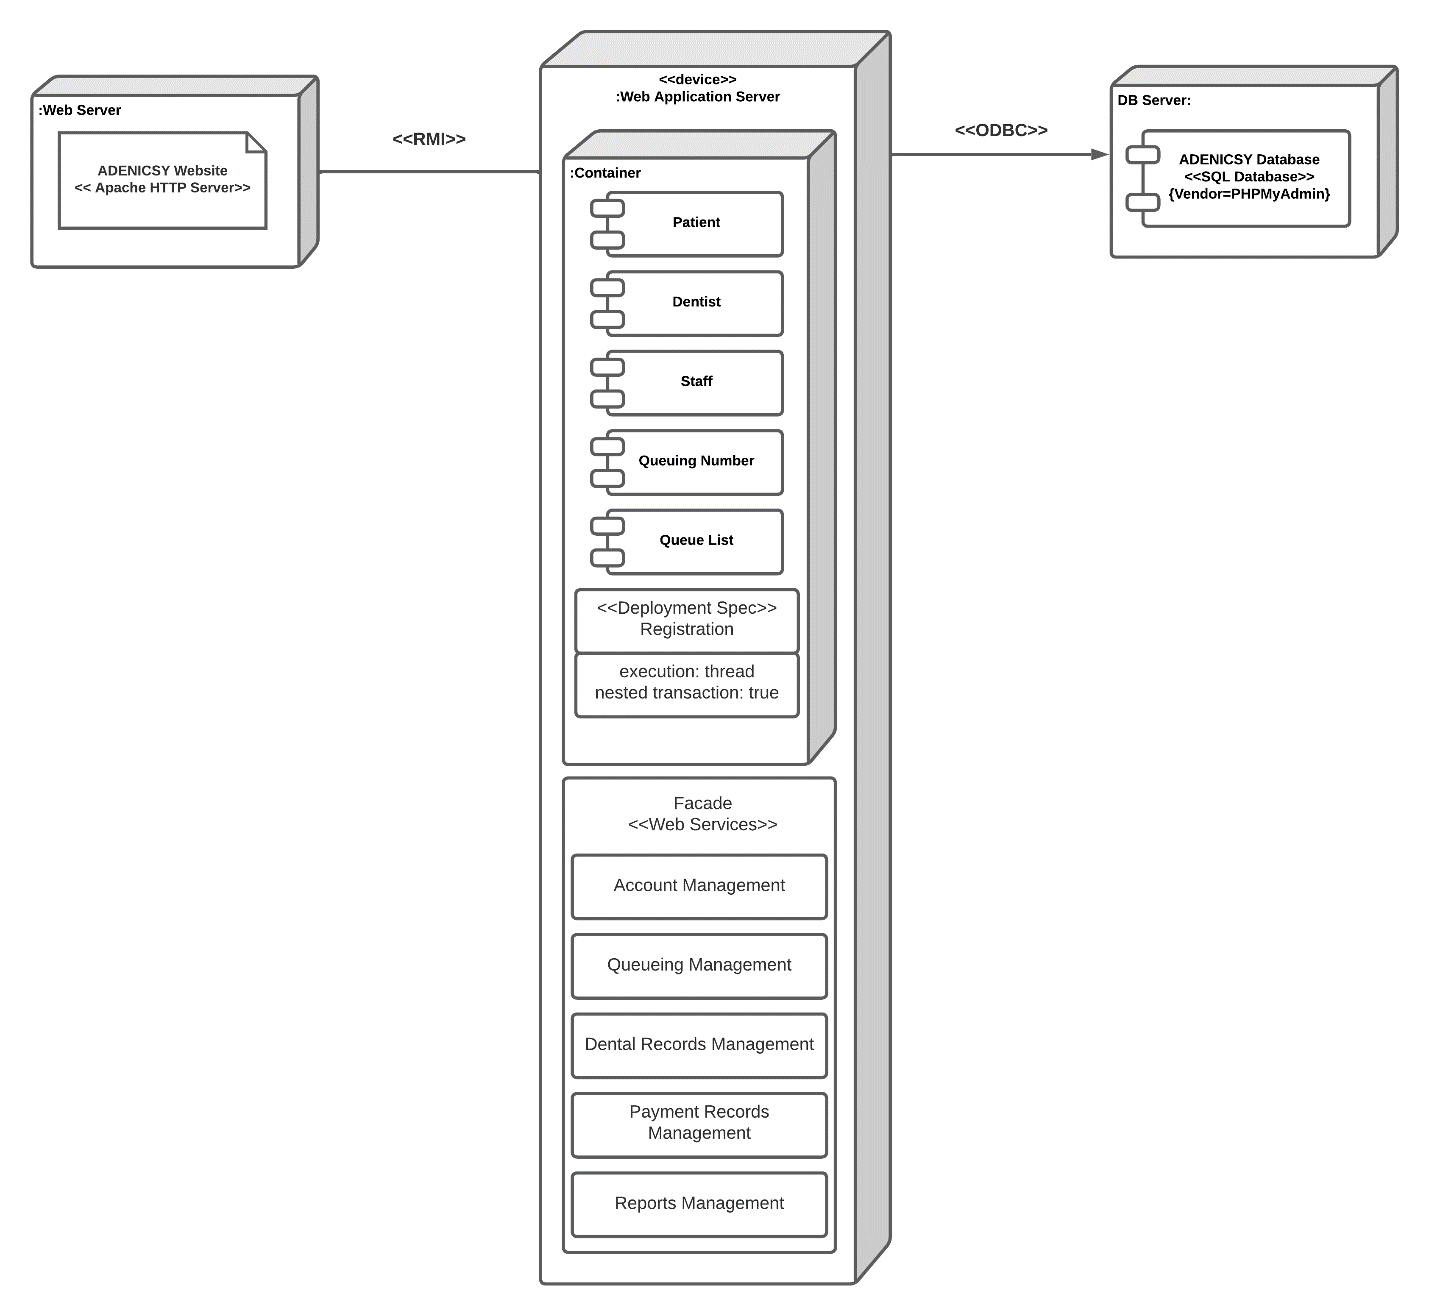 :Web Server
ADENICSY Website
<< Apache HTTP Server>>
<<RMI>>
<<device>>
:Web Application Server
:Container
Patient
Dentist
Staff
Queuing Number
Queue List
<<Deployment Spec>>
Registration
execution: thread
nested transaction: true
Facade
<<Web Services>>
Account Management
Queueing Management
Dental Records Management
Payment Records
Management
Reports Management
<<ODBC>>
DB Server:
ADENICSY Database
<<SQL Database>>
{Vendor=PHPMyAdmin}